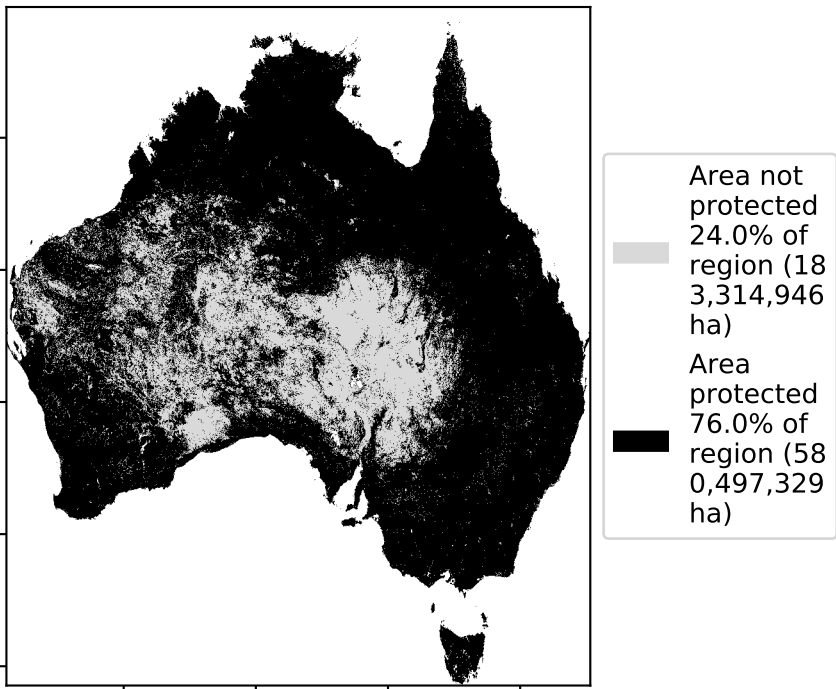 Area not
protected
24.0% of
region (18
3,314,946
ha)
Area
protected
76.0% of
region (58
0,497,329
ha)